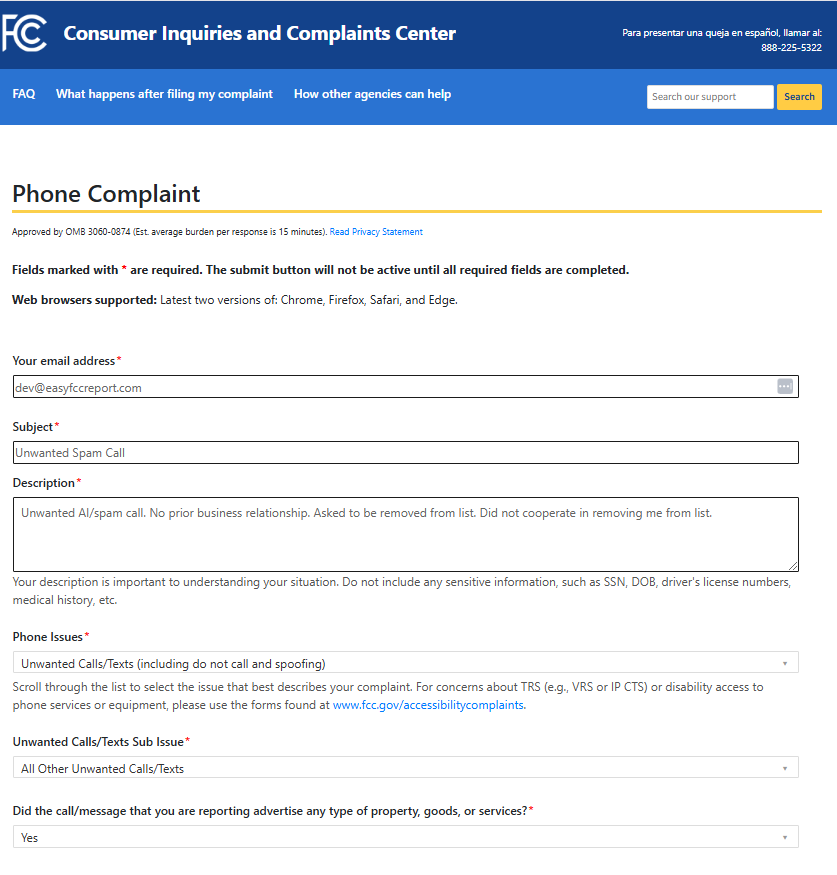 FCC
Consumer Inquiries and Complaints Center
Para presentar una queja en español, llamar al:
888-225-5322
FAQ
What happens after filing my complaint
How other agencies can help
Search our support
Search
Phone Complaint
Approved by OMB 3060-0874 (Est. average burden per response is 15 minutes). Read Privacy Statement
Fields marked with * are required. The submit button will not be active until all required fields are completed.
Web browsers supported: Latest two versions of: Chrome, Firefox, Safari, and Edge.
Your email address*
dev@easyfccreport.com
Subject*
Unwanted Spam Call
Description*
Unwanted AI/spam call. No prior business relationship. Asked to be removed from list. Did not cooperate in removing me from list.
Your description is important to understanding your situation. Do not include any sensitive information, such as SSN, DOB, driver's license numbers,
medical history, etc.
Phone Issues*
Unwanted Calls/Texts (including do not call and spoofing)
Scroll through the list to select the issue that best describes your complaint. For concerns about TRS (e.g., VRS or IP CTS) or disability access to
phone services or equipment, please use the forms found at www.fcc.gov/accessibilitycomplaints.
Unwanted Calls/Texts Sub Issue*
All Other Unwanted Calls/Texts
Did the call/message that you are reporting advertise any type of property, goods, or services?*
Yes